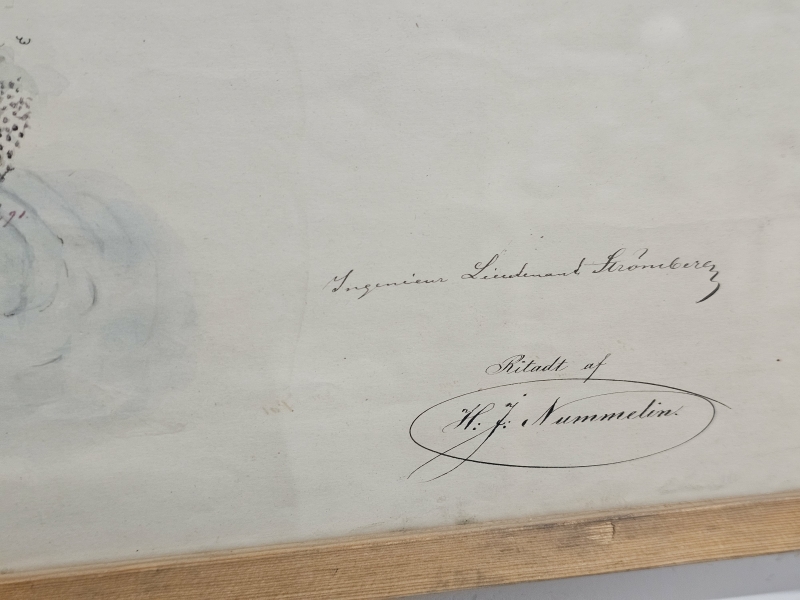 Ingenieur Lieutenant Strömberg
Ritadt af
H: J: Nummelin.